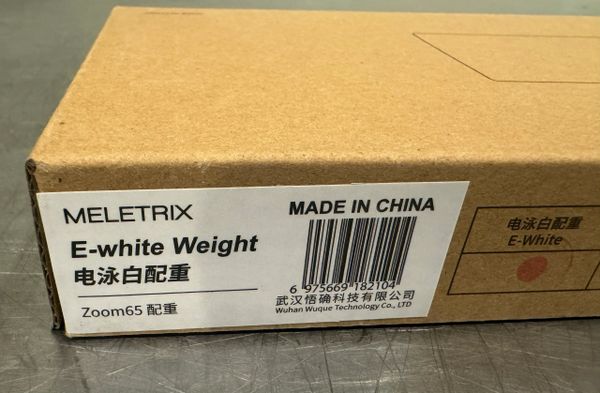 MELETRIX
E-white Weight
电泳白配重
Zoom65 配重
MADE IN CHINA
6 975669 182104
武汉悟确科技有限公司
Wuhan Wuque Technology Co., LTD
电泳白配重
E-White